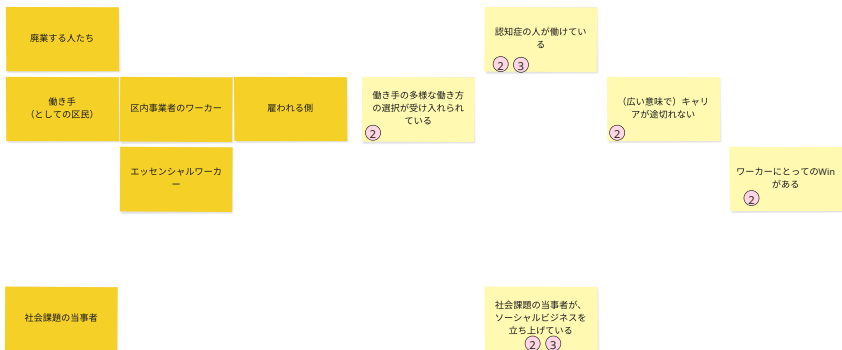 廃業する人たち
認知症の人が働けてい
る
2 3
働き手
（としての区民）
区内事業者のワーカー
雇われる側
働き手の多様な働き方
の選択が受け入れられ
ている
2
（広い意味で）キャリ
アが途切れない
2
エッセンシャルワーカ
ー
ワーカーにとってのWin
がある
2
社会課題の当事者
社会課題の当事者が、
ソーシャルビジネスを
立ち上げている
2 3